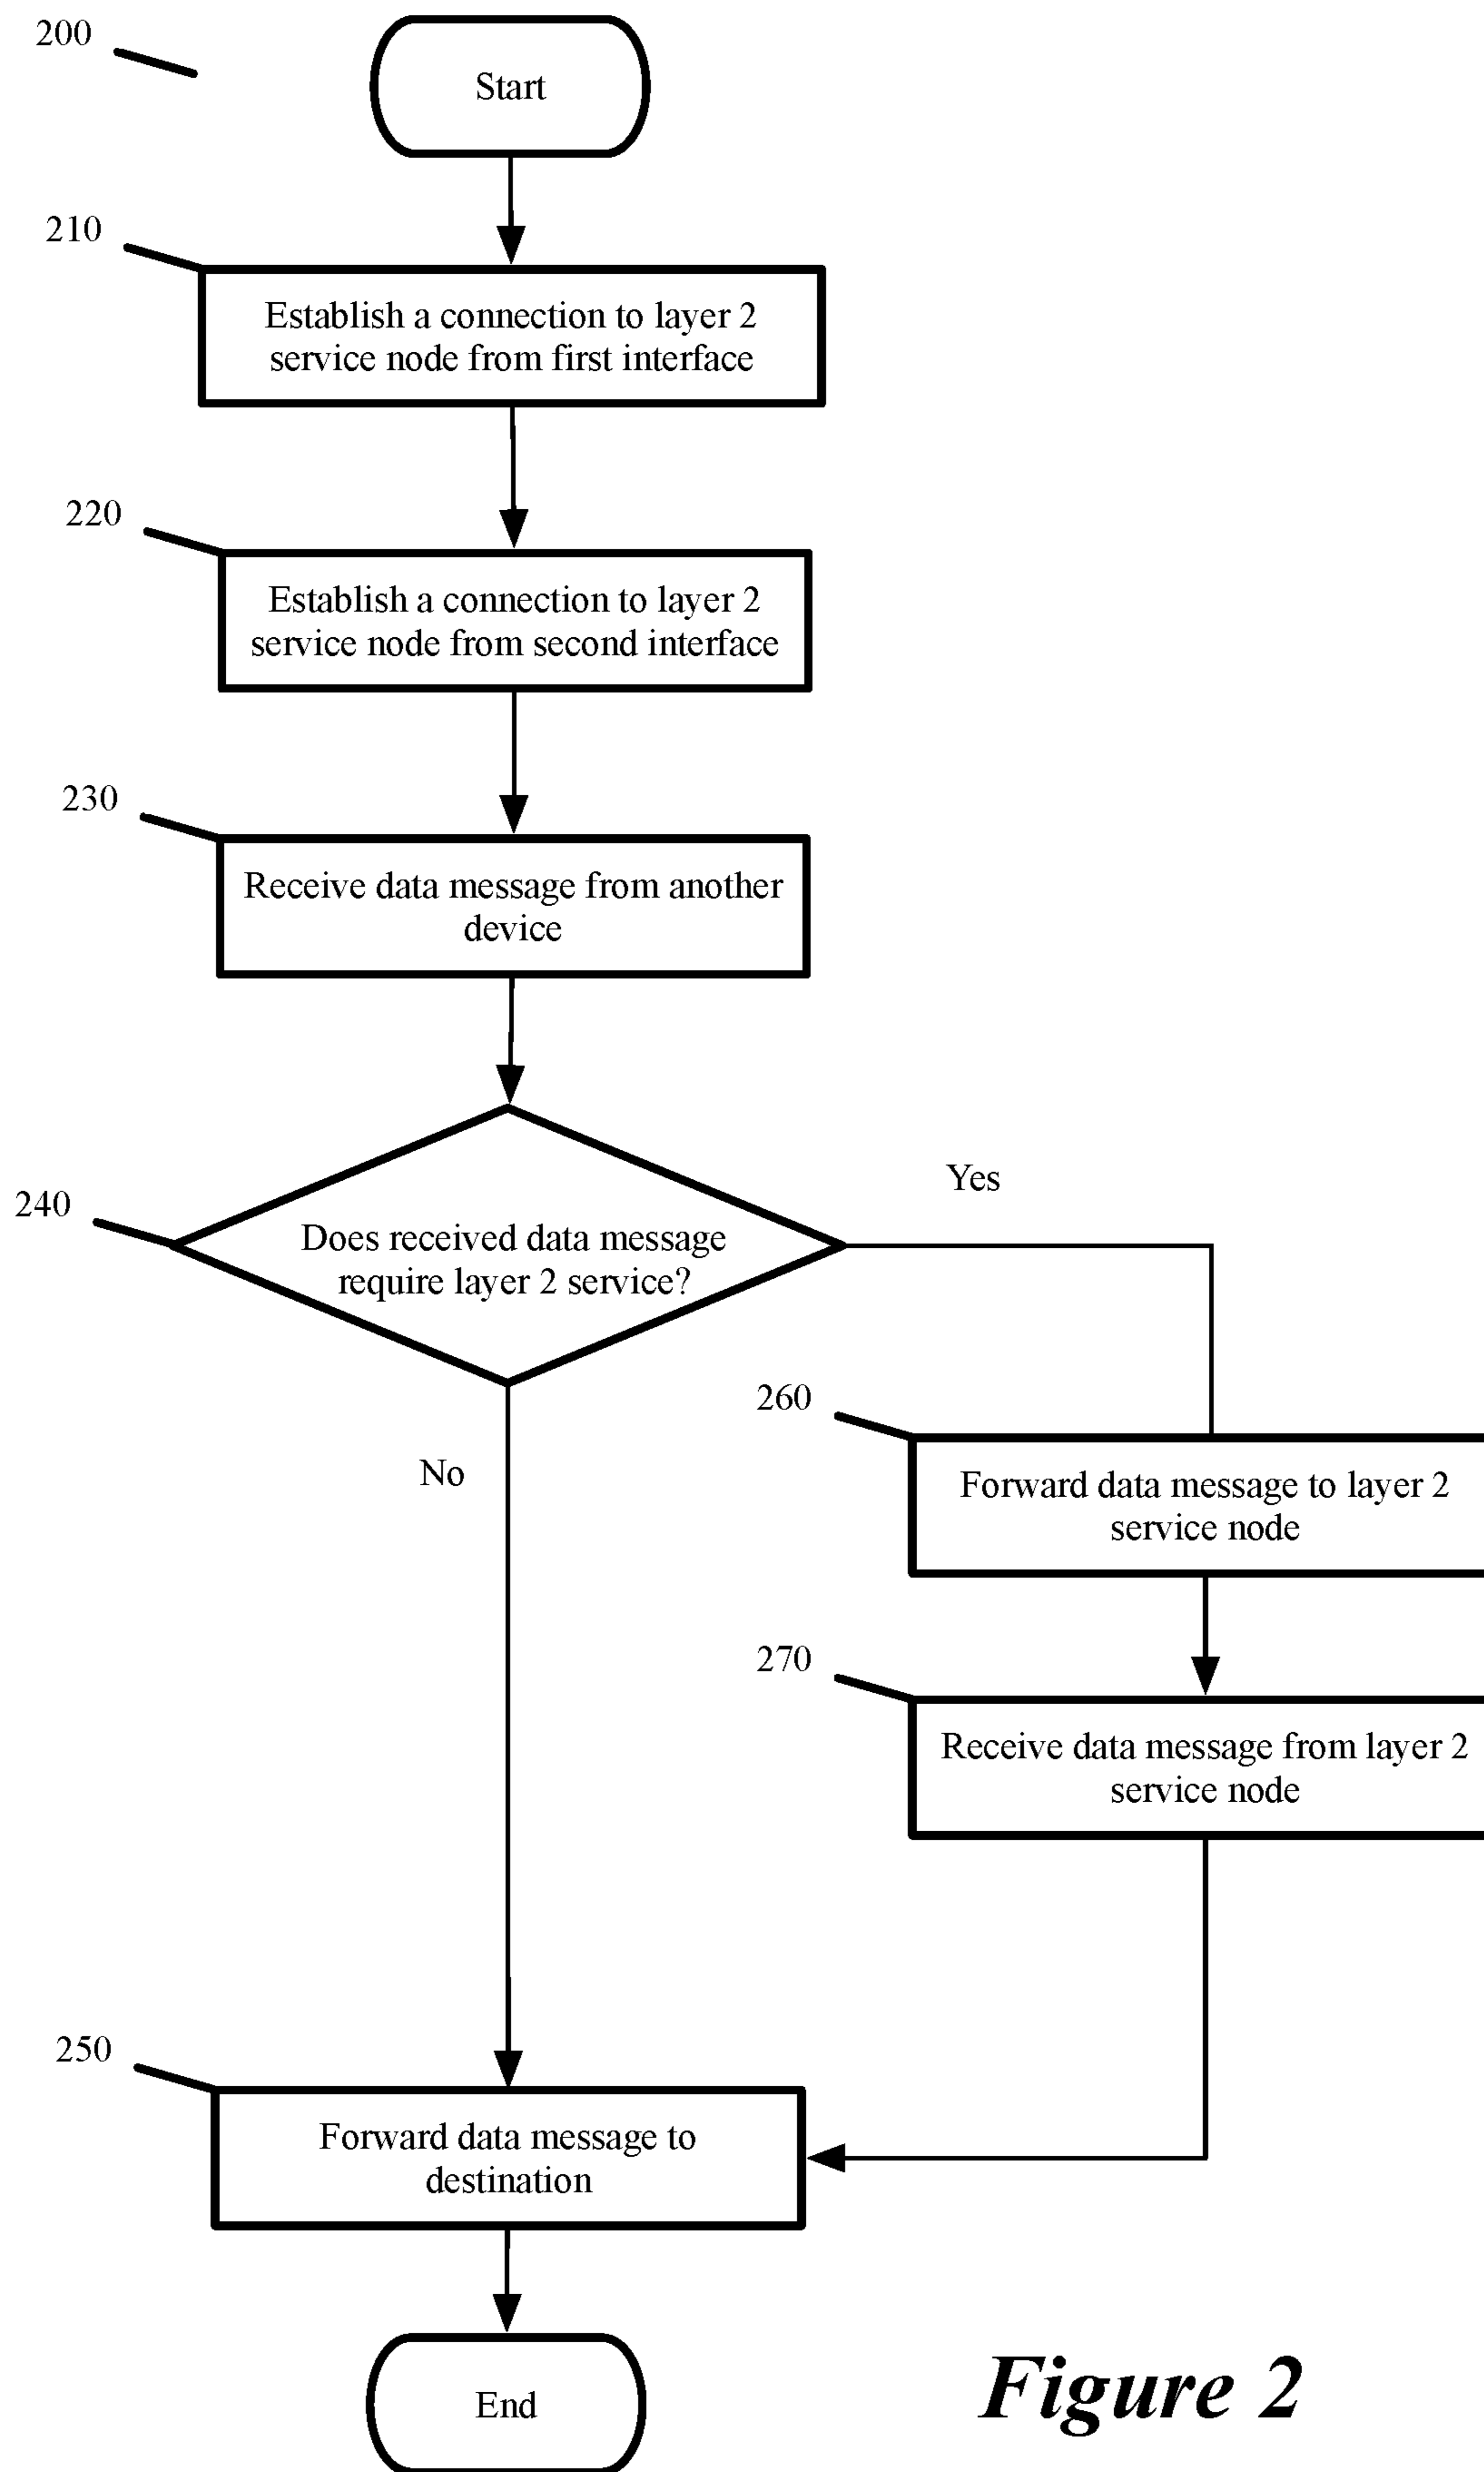 200
Start
210
Establish a connection to layer 2
service node from first interface
220
Establish a connection to layer 2
service node from second interface
230
Receive data message from another
device
240
Does received data message
require layer 2 service?
Yes
No
260
Forward data message to layer 2
service node
270
Receive data message from layer 2
service node
250
Forward data message to
destination
End
Figure 2